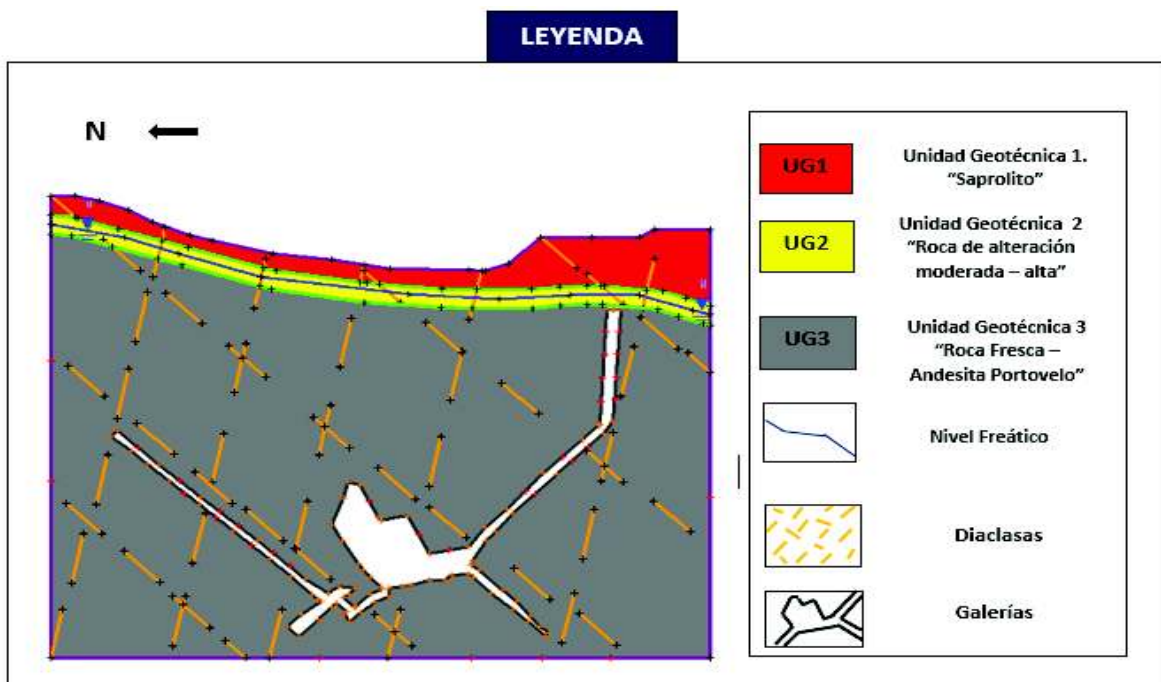 LEYENDA
N
UG1
Unidad Geotécnica 1.
“Saprolito”
UG2
Unidad Geotécnica 2
“Roca de alteración
moderada – alta”
UG3
Unidad Geotécnica 3
“Roca Fresca –
Andesita Portovelo”
Nivel Freático
Diaclasas
Galerías